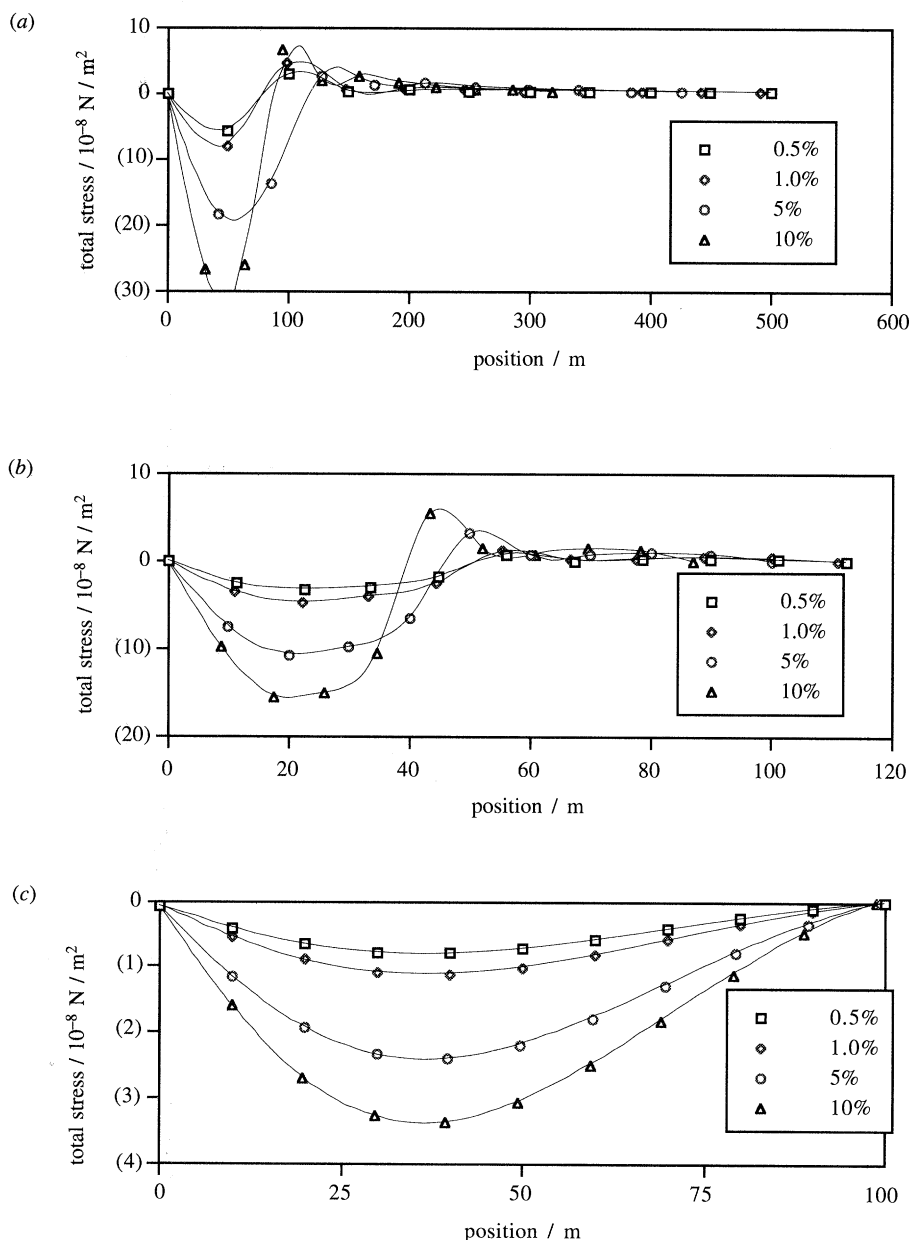 (a)
10
0
(10)
(20)
(30)
total stress / 10⁻⁸ N / m²
0.5%
1.0%
5%
10%
0 100 200 300 400 500 600
position / m
(b)
10
0
(10)
(20)
total stress / 10⁻⁸ N / m²
0.5%
1.0%
5%
10%
0 20 40 60 80 100 120
position / m
(c)
0
(1)
(2)
(3)
(4)
total stress / 10⁻⁸ N / m²
0.5%
1.0%
5%
10%
0 25 50 75 100
position / m